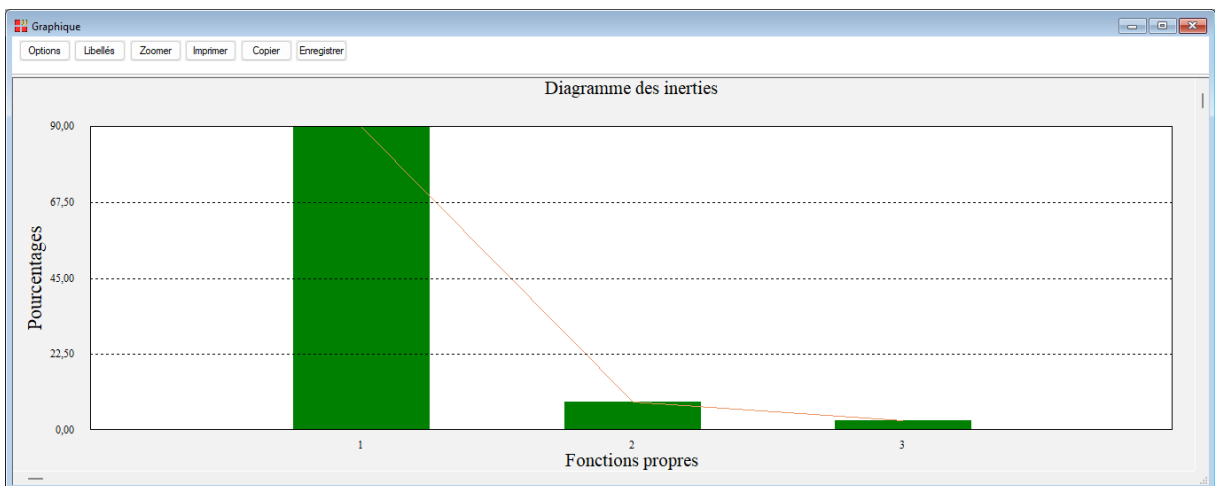 Graphique
Options Libellés Zoomer Imprimer Copier Enregistrer
Diagramme des inerties
90,00
67,50
45,00
22,50
0,00
Pourcentages
1 2 3
Fonctions propres